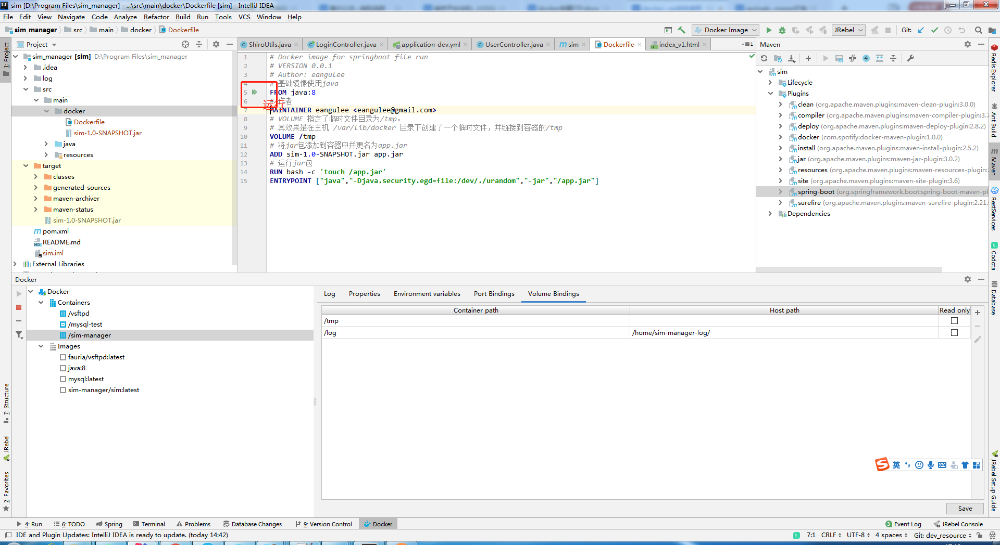 sim [D:\Program Files\sim_manager] - ...\src\main\docker\Dockerfile [sim] - IntelliJ IDEA
File Edit View Navigate Code Analyze Refactor Build Run Tools VCS Window Help
sim_manager src main docker Dockerfile
Docker Image JRebel Git:
1: Project
Project
ShiroUtils.java LoginController.java application-dev.yml UserController.java sim Dockerfile index_v1.html
sim_manager [sim] D:\Program Files\sim_manager
.idea
log
src
main
docker
Dockerfile
sim-1.0-SNAPSHOT.jar
java
resources
target
classes
generated-sources
maven-archiver
maven-status
sim-1.0-SNAPSHOT.jar
pom.xml
README.md
sim.iml
External Libraries
1 # Docker image for springboot file run
2 # VERSION 0.0.1
3 # Author: eangulee
4 # 基础镜像使用java
5 FROM java:8
6 # 作者
运行
7 MAINTAINER eangulee <eangulee@gmail.com>
8 # VOLUME 指定了临时文件目录为/tmp。
9 # 其效果是在主机 /var/lib/docker 目录下创建了一个临时文件，并链接到容器的/tmp
10 VOLUME /tmp
11 # 将jar包添加到容器中并更名为app.jar
12 ADD sim-1.0-SNAPSHOT.jar app.jar
13 # 运行jar包
14 RUN bash -c 'touch /app.jar'
15 ENTRYPOINT ["java","-Djava.security.egd=file:/dev/./urandom","-jar","/app.jar"]
Maven
sim
Lifecycle
Plugins
clean (org.apache.maven.plugins:maven-clean-plugin:3.0.0)
compiler (org.apache.maven.plugins:maven-compiler-plugin:3.7
deploy (org.apache.maven.plugins:maven-deploy-plugin:2.8.2)
docker (com.spotify:docker-maven-plugin:1.0.0)
install (org.apache.maven.plugins:maven-install-plugin:2.5.2)
jar (org.apache.maven.plugins:maven-jar-plugin:3.0.2)
resources (org.apache.maven.plugins:maven-resources-plugin:
site (org.apache.maven.plugins:maven-site-plugin:3.6)
spring-boot (org.springframework.boot:spring-boot-maven-pl
surefire (org.apache.maven.plugins:maven-surefire-plugin:2.21.
Dependencies
Redis Explorer
Ant Build
Maven
RestServices
Codota
Database
JRebel Setup Guide
7: Structure
JRebel
2: Favorites
Docker
Docker
Containers
/vsftpd
/mysql-test
/sim-manager
Images
fauria/vsftpd:latest
java:8
mysql:latest
sim-manager/sim:latest
Log Properties Environment variables Port Bindings Volume Bindings
Container path Host path Read only
/tmp
/log /home/sim-manager-log/
英
Save
4: Run 6: TODO Spring Terminal Problems Database Changes 9: Version Control Docker 3 Event Log JRebel Console
IDE and Plugin Updates: IntelliJ IDEA is ready to update. (today 14:42) 7:1 CRLF UTF-8 4 spaces Git: dev_resource